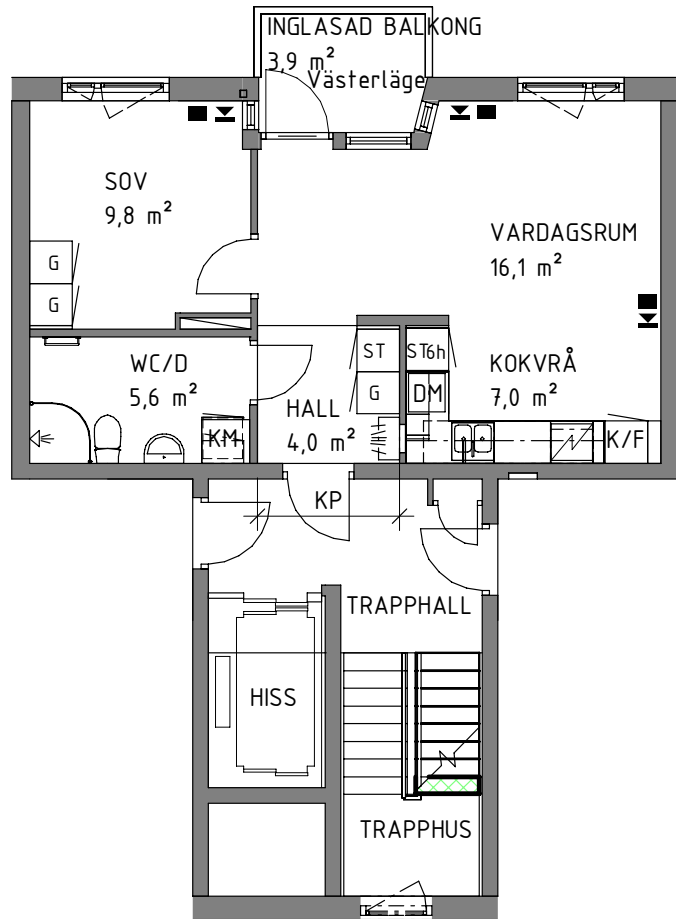 INGLASAD BALKONG
3,9 m²
Västerläge
SOV
9,8 m²
VARDAGSRUM
16,1 m²
G
G
WC/D
5,6 m²
ST
ST6h
KOKVRÅ
7,0 m²
G
DM
HALL
4,0 m²
KM
K/F
KP
TRAPPHALL
HISS
TRAPPHUS